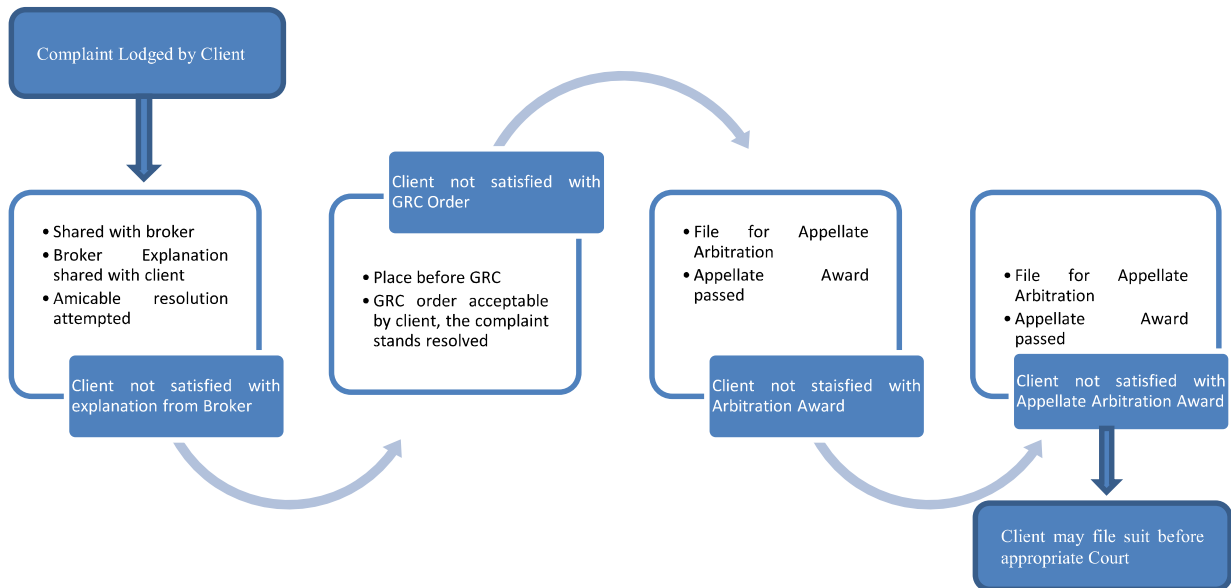 Complaint Lodged by Client
• Shared with broker
• Broker Explanation
shared with client
• Amicable resolution
attempted
Client not satisfied with
explanation from Broker
Client not satisfied with
GRC Order
• Place before GRC
• GRC order acceptable
by client, the complaint
stands resolved
• File for Appellate
Arbitration
• Appellate Award
passed
Client not staisfied with
Arbitration Award
• File for Appellate
Arbitration
• Appellate Award
passed
Client not satisfied with
Appellate Arbitration Award
Client may file suit before
appropriate Court